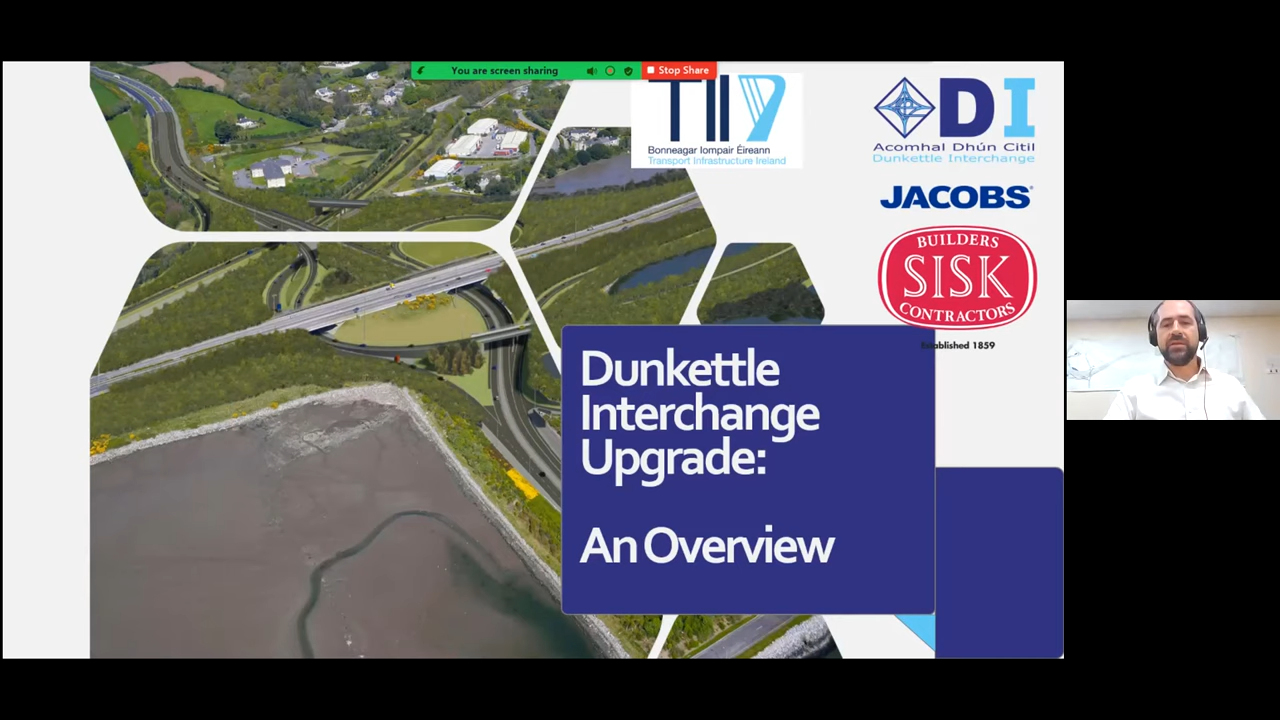 You are screen sharing
Stop Share
TII
Bonneagar Iompair Éireann
Transport Infrastructure Ireland
DI
Acomhal Dhún Citil
Dunkettle Interchange
JACOBS
BUILDERS
SISK
CONTRACTORS
Established 1859
Dunkettle
Interchange
Upgrade:
An Overview